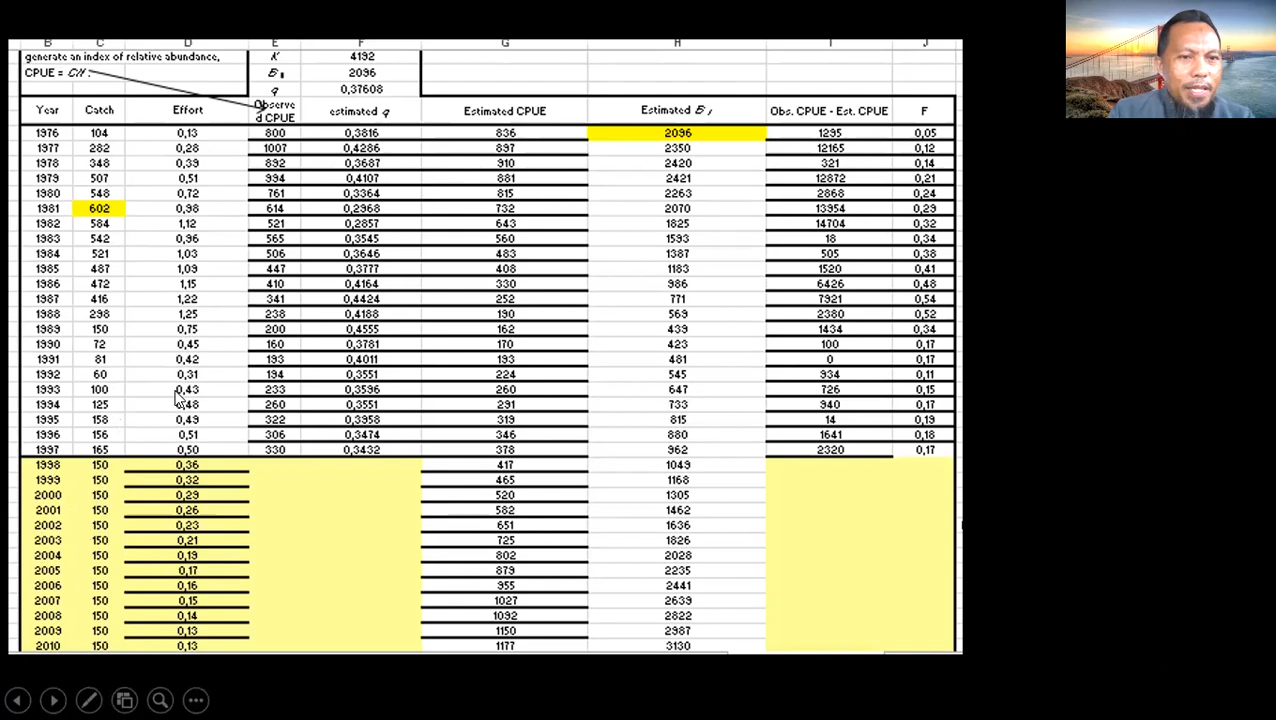 B C D E F G H I J
generate an index of relative abundance, K 4192
CPUE = C/f : B 2096
q 0,37608
Year Catch Effort Observe d CPUE estimated q Estimated CPUE Estimated B t Obs. CPUE - Est. CPUE F
1976 104 0,13 800 0,3816 836 2096 1295 0,05
1977 282 0,28 1007 0,4286 897 2350 12165 0,12
1978 348 0,39 892 0,3687 910 2420 321 0,14
1979 507 0,51 994 0,4107 881 2421 12872 0,21
1980 548 0,72 761 0,3364 815 2263 2868 0,24
1981 602 0,98 614 0,2968 732 2070 13954 0,29
1982 584 1,12 521 0,2857 643 1825 14704 0,32
1983 542 0,96 565 0,3545 560 1593 18 0,34
1984 521 1,03 506 0,3646 483 1387 505 0,38
1985 487 1,09 447 0,3777 408 1183 1520 0,41
1986 472 1,15 410 0,4164 330 986 6426 0,48
1987 416 1,22 341 0,4424 252 771 7921 0,54
1988 298 1,25 238 0,4188 190 569 2380 0,52
1989 150 0,75 200 0,4555 162 439 1434 0,34
1990 72 0,45 160 0,3781 170 423 100 0,17
1991 81 0,42 193 0,4011 193 481 0 0,17
1992 60 0,31 194 0,3551 224 545 934 0,11
1993 100 0,43 233 0,3596 260 647 726 0,15
1994 125 0,48 260 0,3551 291 733 940 0,17
1995 158 0,49 322 0,3958 319 815 14 0,19
1996 156 0,51 306 0,3474 346 880 1641 0,18
1997 165 0,50 330 0,3432 378 962 2320 0,17
1998 150 0,36 417 1049
1999 150 0,32 465 1168
2000 150 0,29 520 1305
2001 150 0,26 582 1462
2002 150 0,23 651 1636
2003 150 0,21 725 1826
2004 150 0,19 802 2028
2005 150 0,17 879 2235
2006 150 0,16 955 2441
2007 150 0,15 1027 2639
2008 150 0,14 1092 2822
2009 150 0,13 1150 2987
2010 150 0,13 1177 3130